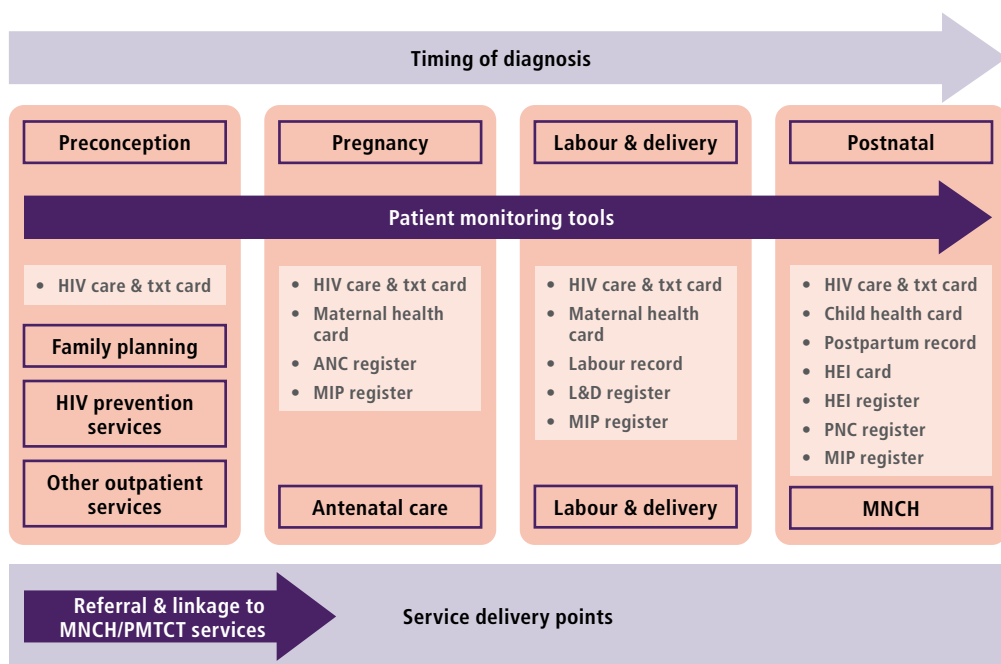 Timing of diagnosis
Preconception
Pregnancy
Labour & delivery
Postnatal
Patient monitoring tools
• HIV care & txt card
Family planning
HIV prevention
services
Other outpatient
services
• HIV care & txt card
• Maternal health
card
• ANC register
• MIP register
Antenatal care
• HIV care & txt card
• Maternal health
card
• Labour record
• L&D register
• MIP register
Labour & delivery
• HIV care & txt card
• Child health card
• Postpartum record
• HEI card
• HEI register
• PNC register
• MIP register
MNCH
Referral & linkage to
MNCH/PMTCT services
Service delivery points